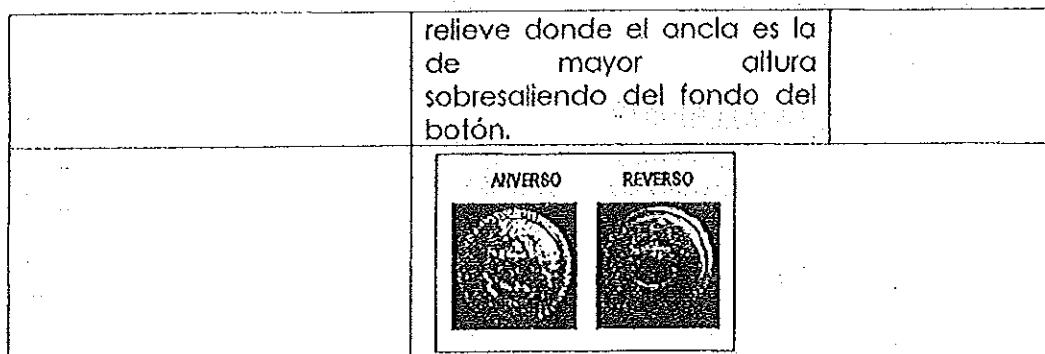 relieve donde el ancla es la
de mayor altura
sobresaliendo del fondo del
botón.
ANVERSO REVERSO